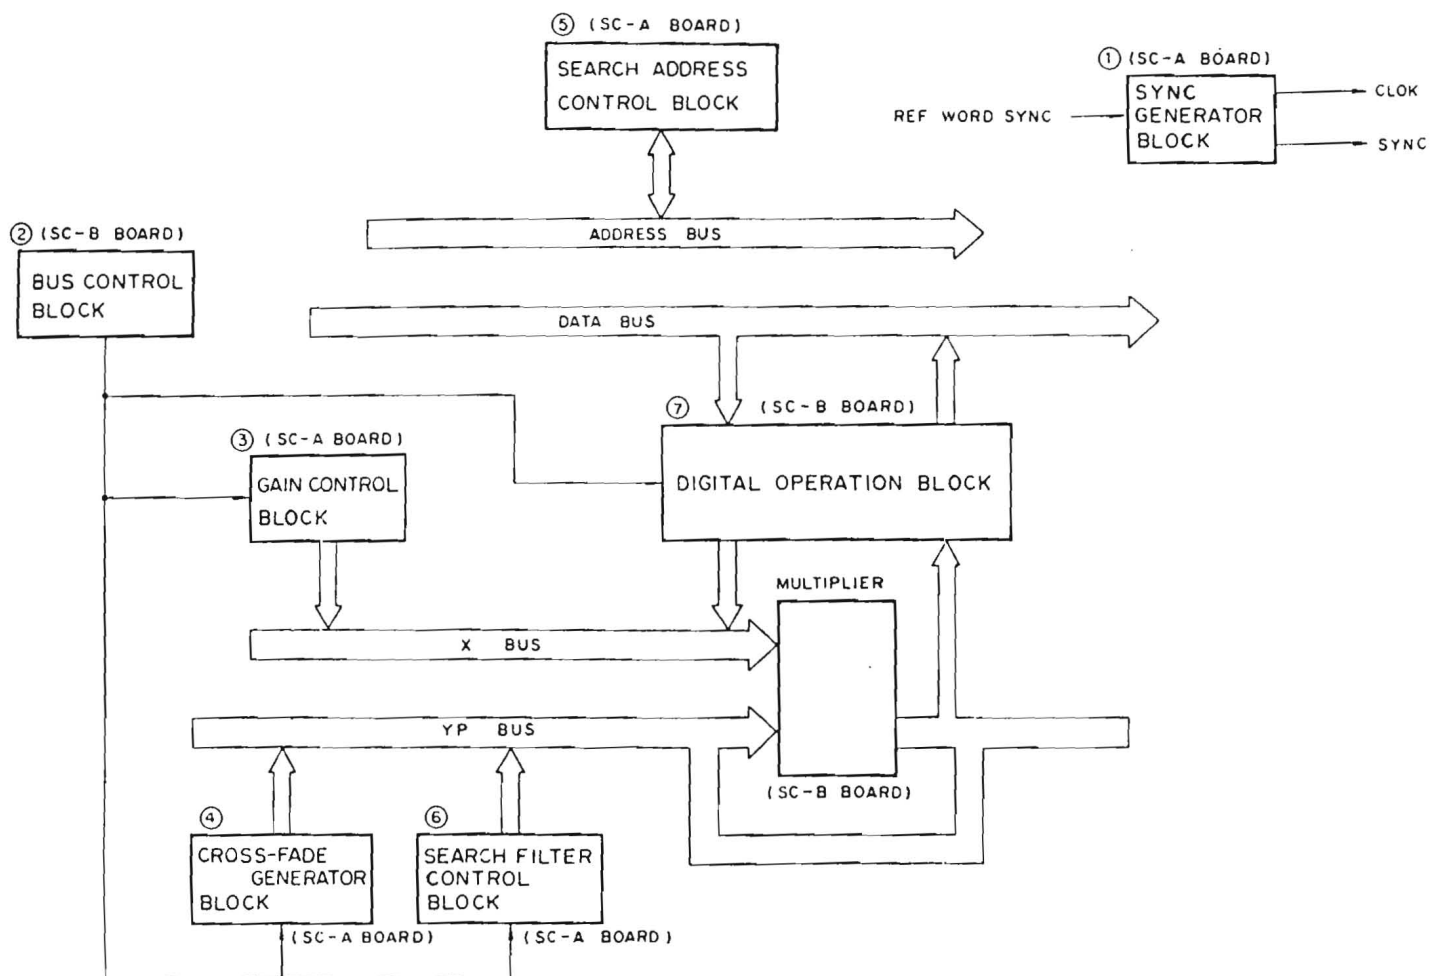 ⑤ (SC-A BOARD)
SEARCH ADDRESS
CONTROL BLOCK
① (SC-A BOARD)
SYNC
GENERATOR
BLOCK
REF WORD SYNC
CLOK
SYNC
ADDRESS BUS
② (SC-B BOARD)
BUS CONTROL
BLOCK
DATA BUS
③ (SC-A BOARD)
GAIN CONTROL
BLOCK
⑦ (SC-B BOARD)
DIGITAL OPERATION BLOCK
MULTIPLIER
X BUS
YP BUS
(SC-B BOARD)
④
CROSS-FADE
GENERATOR
BLOCK
(SC-A BOARD)
⑥
SEARCH FILTER
CONTROL
BLOCK
(SC-A BOARD)